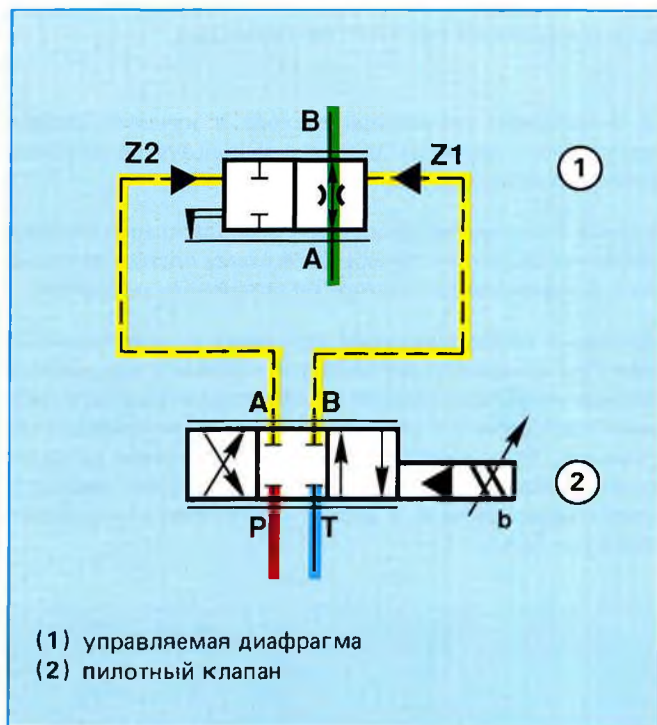 B
Z2 Z1 1
A
A B
2
P T b
(1) управляемая диафрагма
(2) пилотный клапан